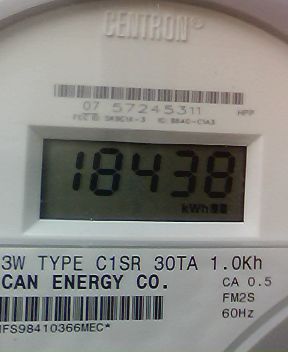 CENTRON®
07 57245311 HPP
18438
kWh
3W TYPE C1SR 30TA 1.0Kh
CAN ENERGY CO. CA 0.5
FM2S
60Hz
IFS98410366MEC*